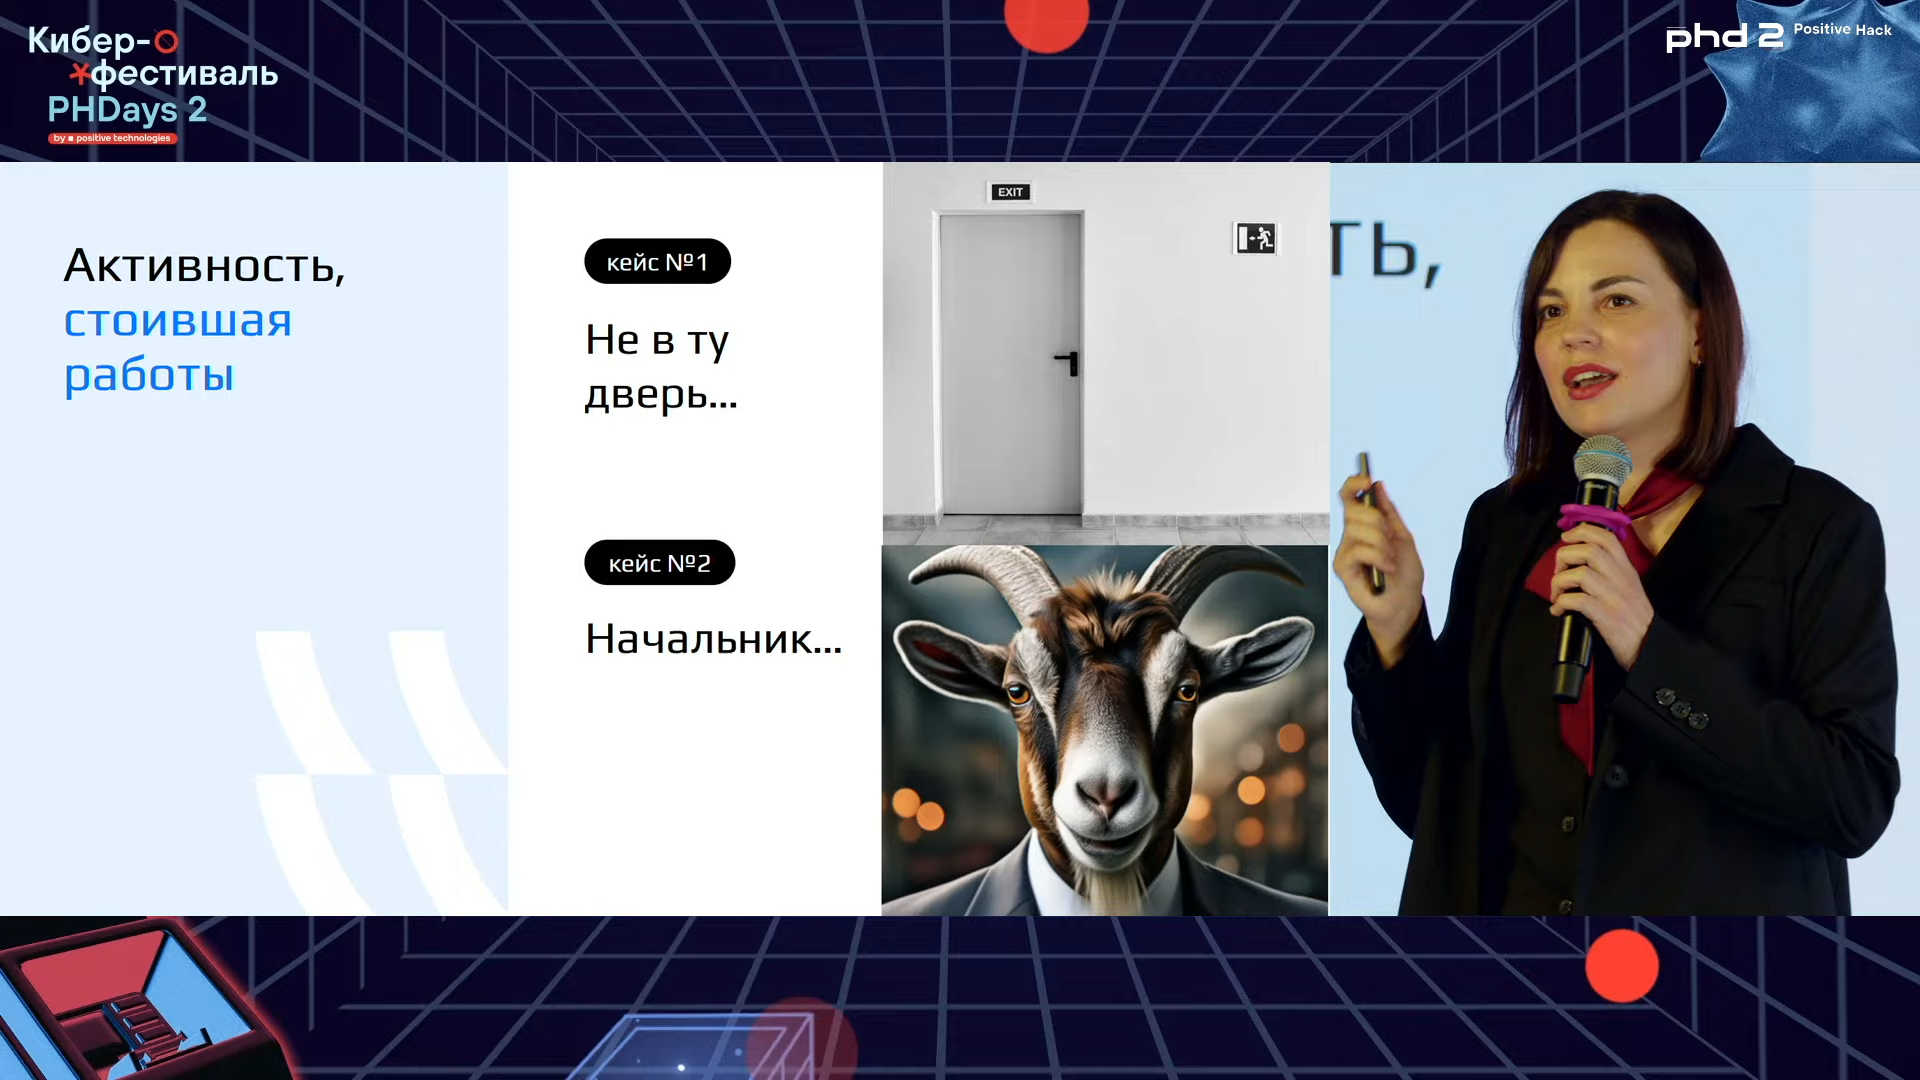 Кибер-
фестиваль
PHDays 2
by positive technologies
phd 2
Positive Hack
Активность,
стоившая
работы
кейс №1
Не в ту
дверь...
кейс №2
Начальник...
EXIT
ть,